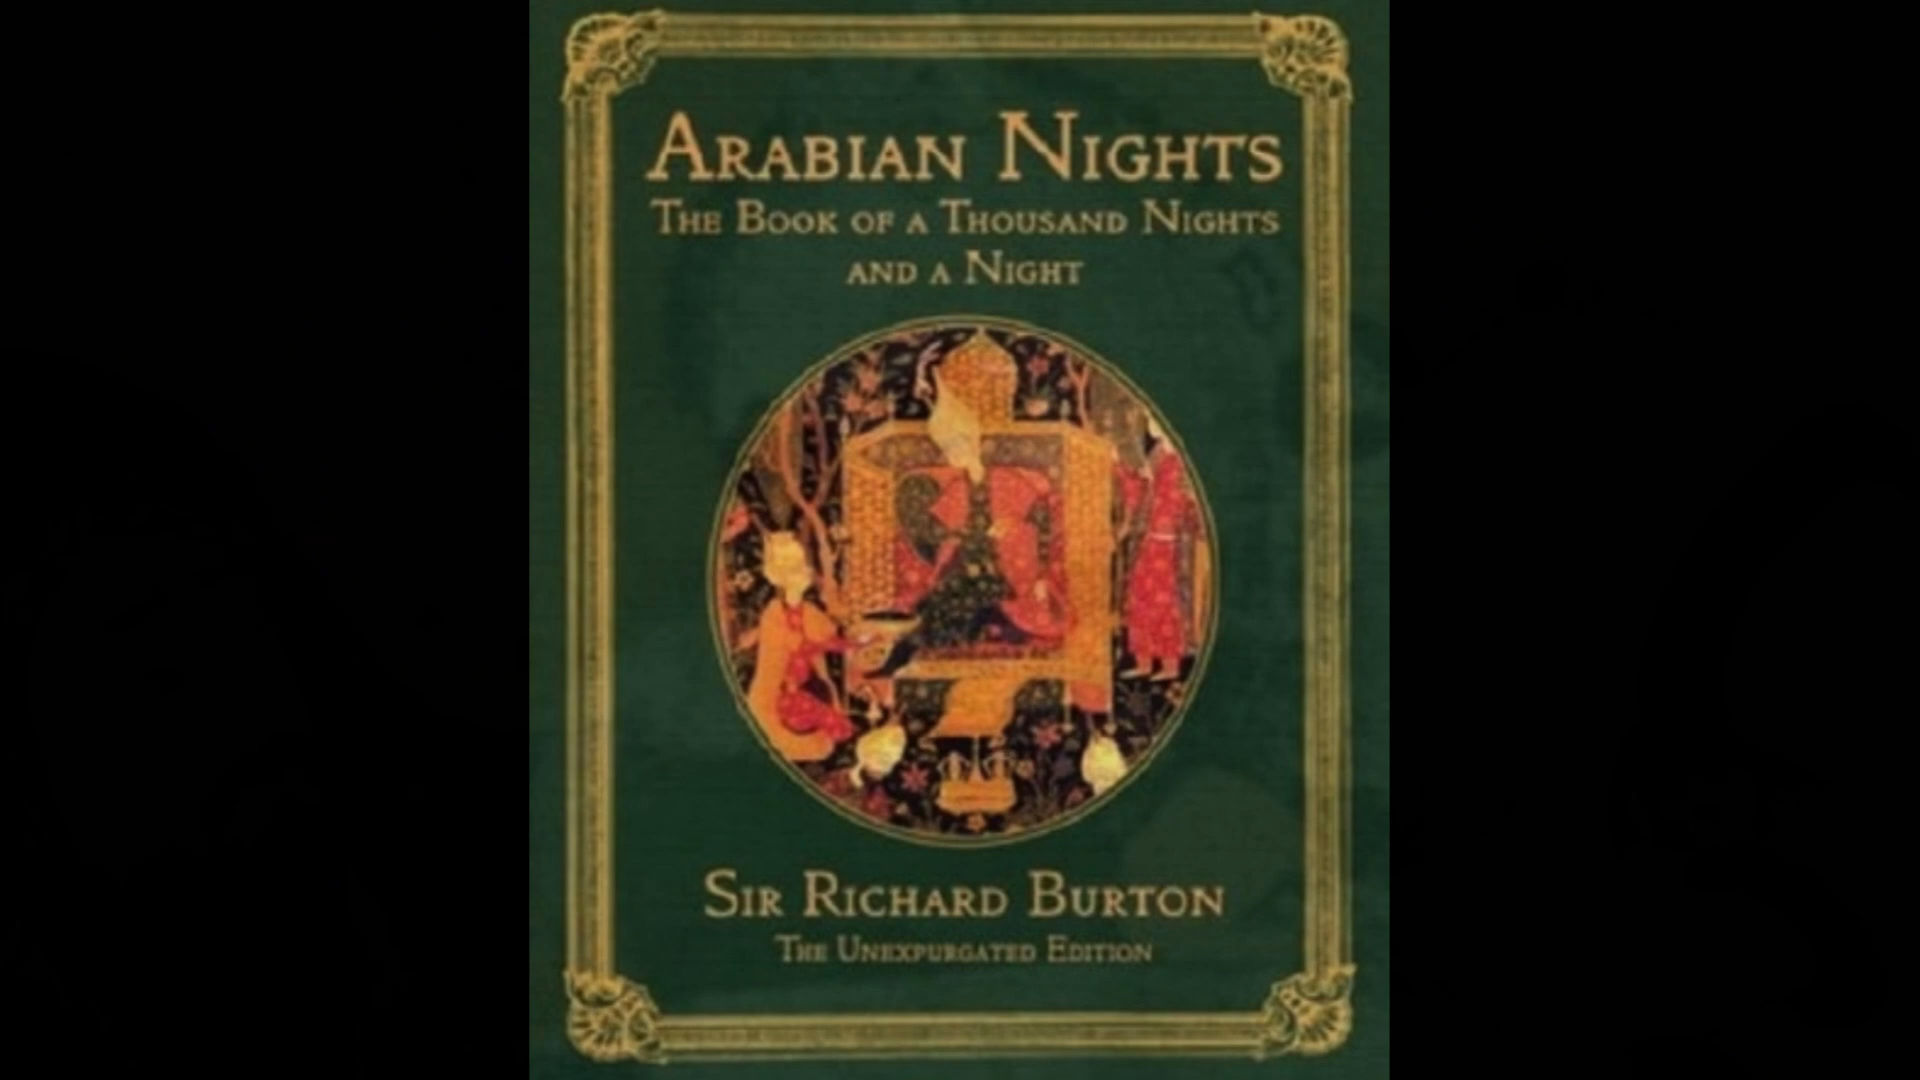 ARABIAN NIGHTS
THE BOOK OF A THOUSAND NIGHTS
AND A NIGHT
SIR RICHARD BURTON
THE UNEXPURGATED EDITION